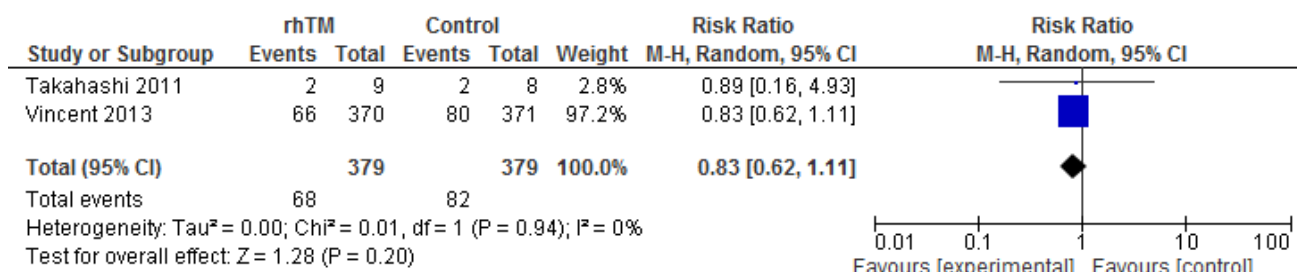 rhTM Control Risk Ratio Risk Ratio
Study or Subgroup Events Total Events Total Weight M-H, Random, 95% CI M-H, Random, 95% CI
Takahashi 2011 2 9 2 8 2.8% 0.89 [0.16, 4.93]
Vincent 2013 66 370 80 371 97.2% 0.83 [0.62, 1.11]
Total (95% CI) 379 379 100.0% 0.83 [0.62, 1.11]
Total events 68 82
Heterogeneity: Tau² = 0.00; Chi² = 0.01, df = 1 (P = 0.94); I² = 0%
Test for overall effect: Z = 1.28 (P = 0.20)
0.01 0.1 1 10 100
Favours [experimental] Favours [control]